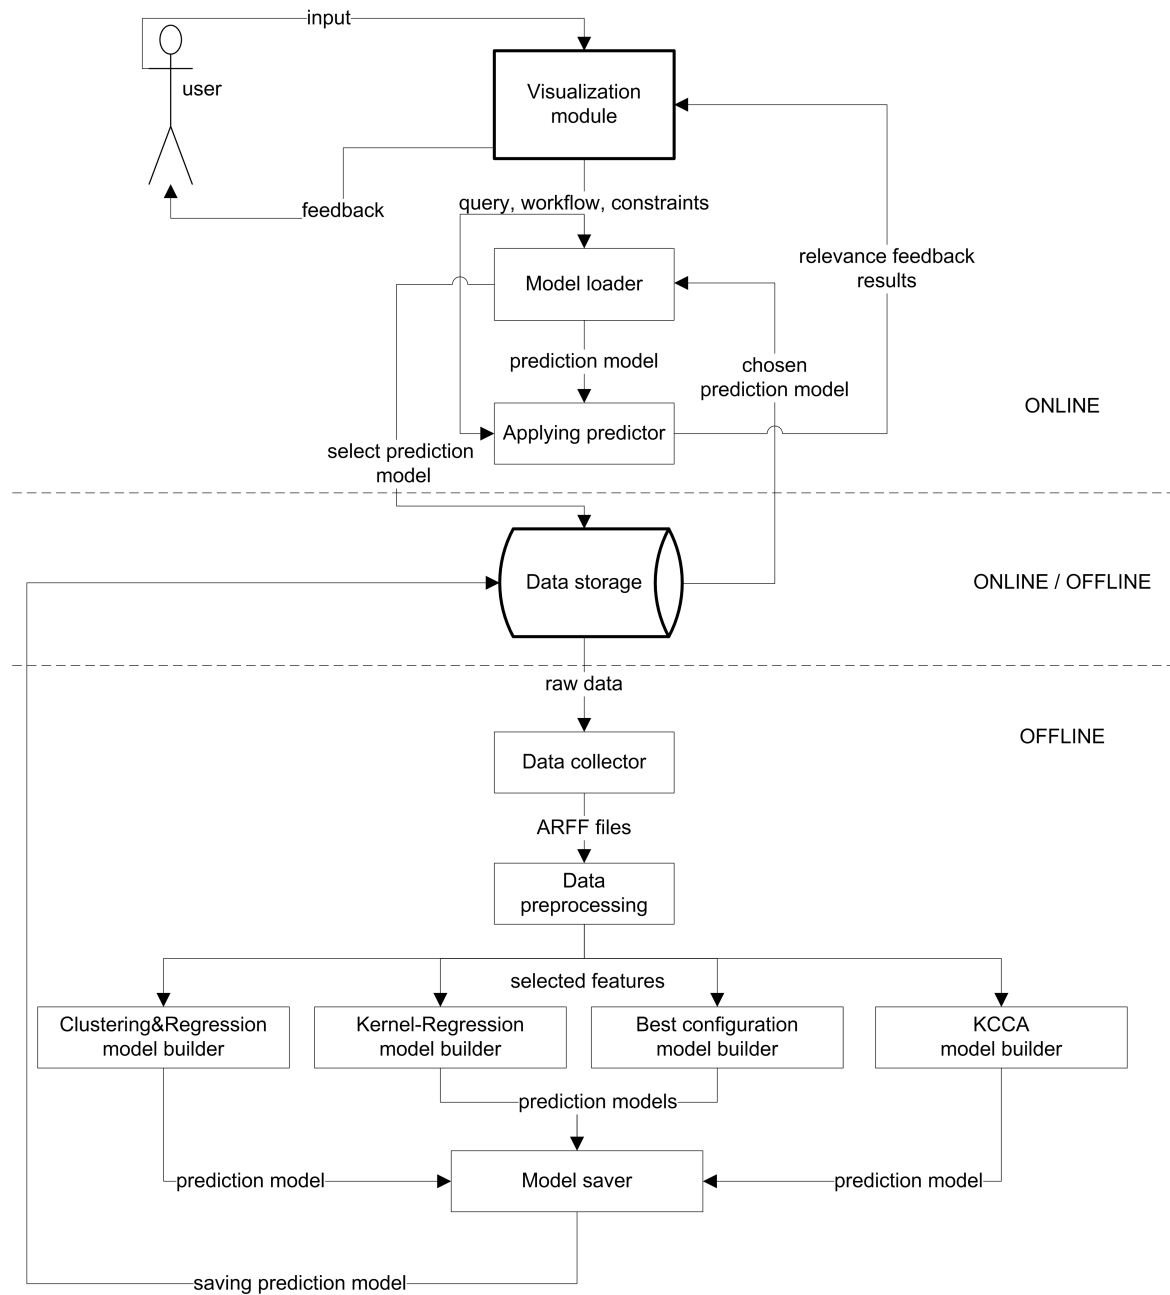 input
user
Visualization
module
query, workflow, constraints
feedback
relevance feedback
results
Model loader
prediction model
chosen
prediction model
ONLINE
Applying predictor
select prediction
model
Data storage
ONLINE / OFFLINE
raw data
OFFLINE
Data collector
ARFF files
Data
preprocessing
selected features
Clustering&Regression
model builder
Kernel-Regression
model builder
Best configuration
model builder
KCCA
model builder
prediction models
prediction model
Model saver
prediction model
saving prediction model